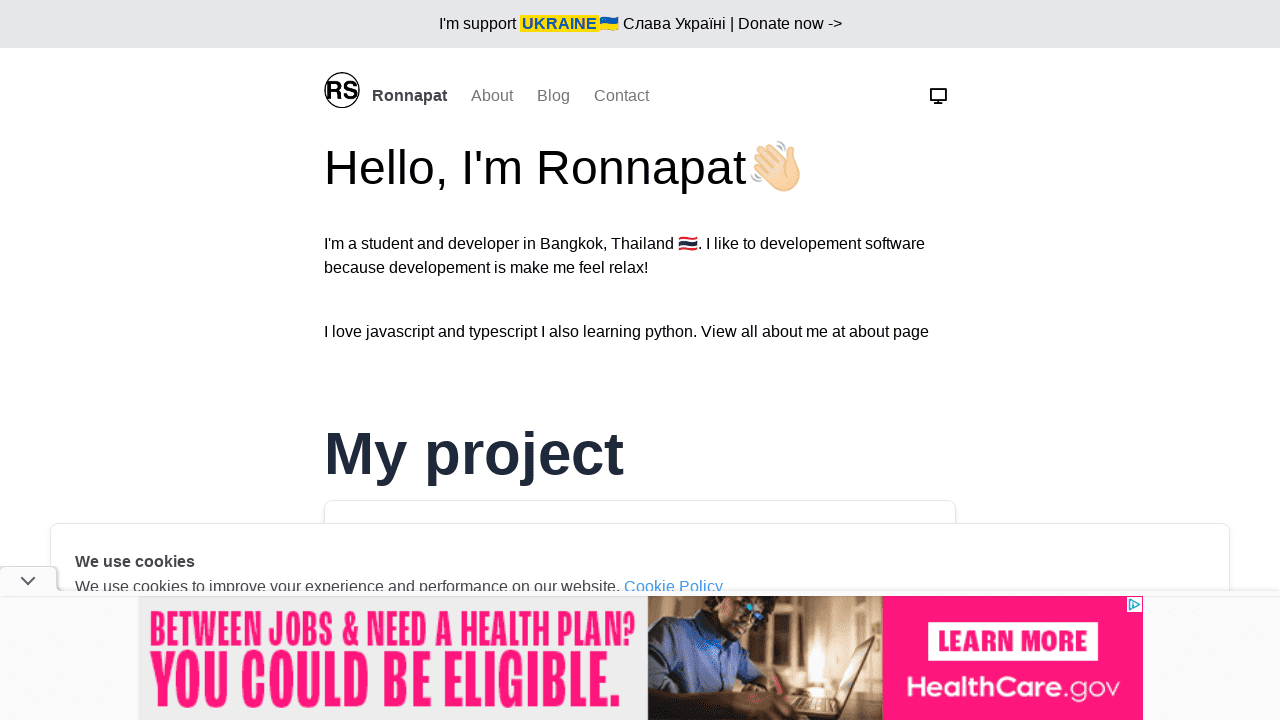 I'm support UKRAINE🇺🇦 Слава Україні | Donate now ->
RS Ronnapat About Blog Contact
Hello, I'm Ronnapat👋🏻
I'm a student and developer in Bangkok, Thailand 🇹🇭. I like to developement software
because developement is make me feel relax!
I love javascript and typescript I also learning python. View all about me at about page
My project
We use cookies
We use cookies to improve your experience and performance on our website. Cookie Policy
BETWEEN JOBS & NEED A HEALTH PLAN?
YOU COULD BE ELIGIBLE.
LEARN MORE
HealthCare.gov